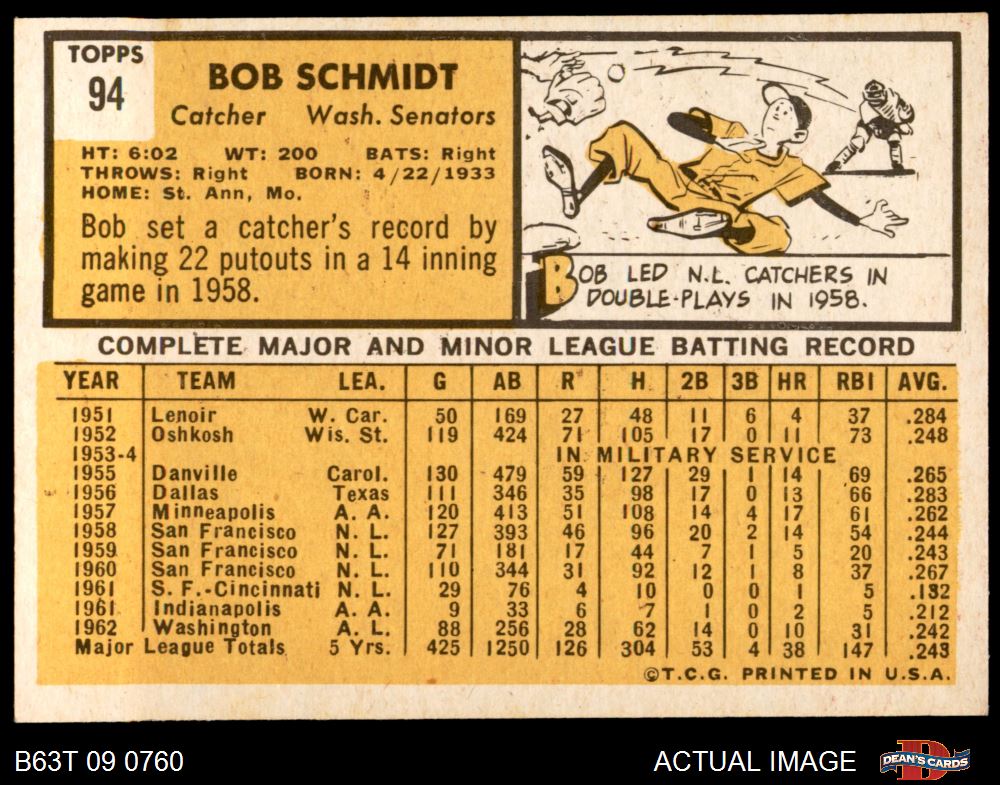 TOPPS
94
BOB SCHMIDT
Catcher Wash. Senators
HT: 6:02 WT: 200 BATS: Right
THROWS: Right BORN: 4/22/1933
HOME: St. Ann, Mo.
Bob set a catcher's record by
making 22 putouts in a 14 inning
game in 1958.
BOB LED N.L. CATCHERS IN
DOUBLE-PLAYS IN 1958.
COMPLETE MAJOR AND MINOR LEAGUE BATTING RECORD
YEAR TEAM LEA. G AB R H 2B 3B HR RBI AVG.
1951 Lenoir W. Car. 50 169 27 48 11 6 4 37 .284
1952 Oshkosh Wis. St. 119 424 71 105 17 0 11 73 .248
1953-4 IN MILITARY SERVICE
1955 Danville Carol. 130 479 59 127 29 1 14 69 .265
1956 Dallas Texas 111 346 35 98 17 0 13 66 .283
1957 Minneapolis A. A. 120 413 51 108 14 4 17 61 .262
1958 San Francisco N. L. 127 393 46 96 20 2 14 54 .244
1959 San Francisco N. L. 71 181 17 44 7 1 5 20 .243
1960 San Francisco N. L. 110 344 31 92 12 1 8 37 .267
1961 S. F.-Cincinnati N. L. 29 76 4 10 0 0 1 5 .132
1961 Indianapolis A. A. 9 33 6 7 1 0 2 5 .212
1962 Washington A. L. 88 256 28 62 14 0 10 31 .242
Major League Totals 5 Yrs. 425 1250 126 304 53 4 38 147 .243
©T.C.G. PRINTED IN U.S.A.
B63T 09 0760
ACTUAL IMAGE
D
DEAN'S CARDS